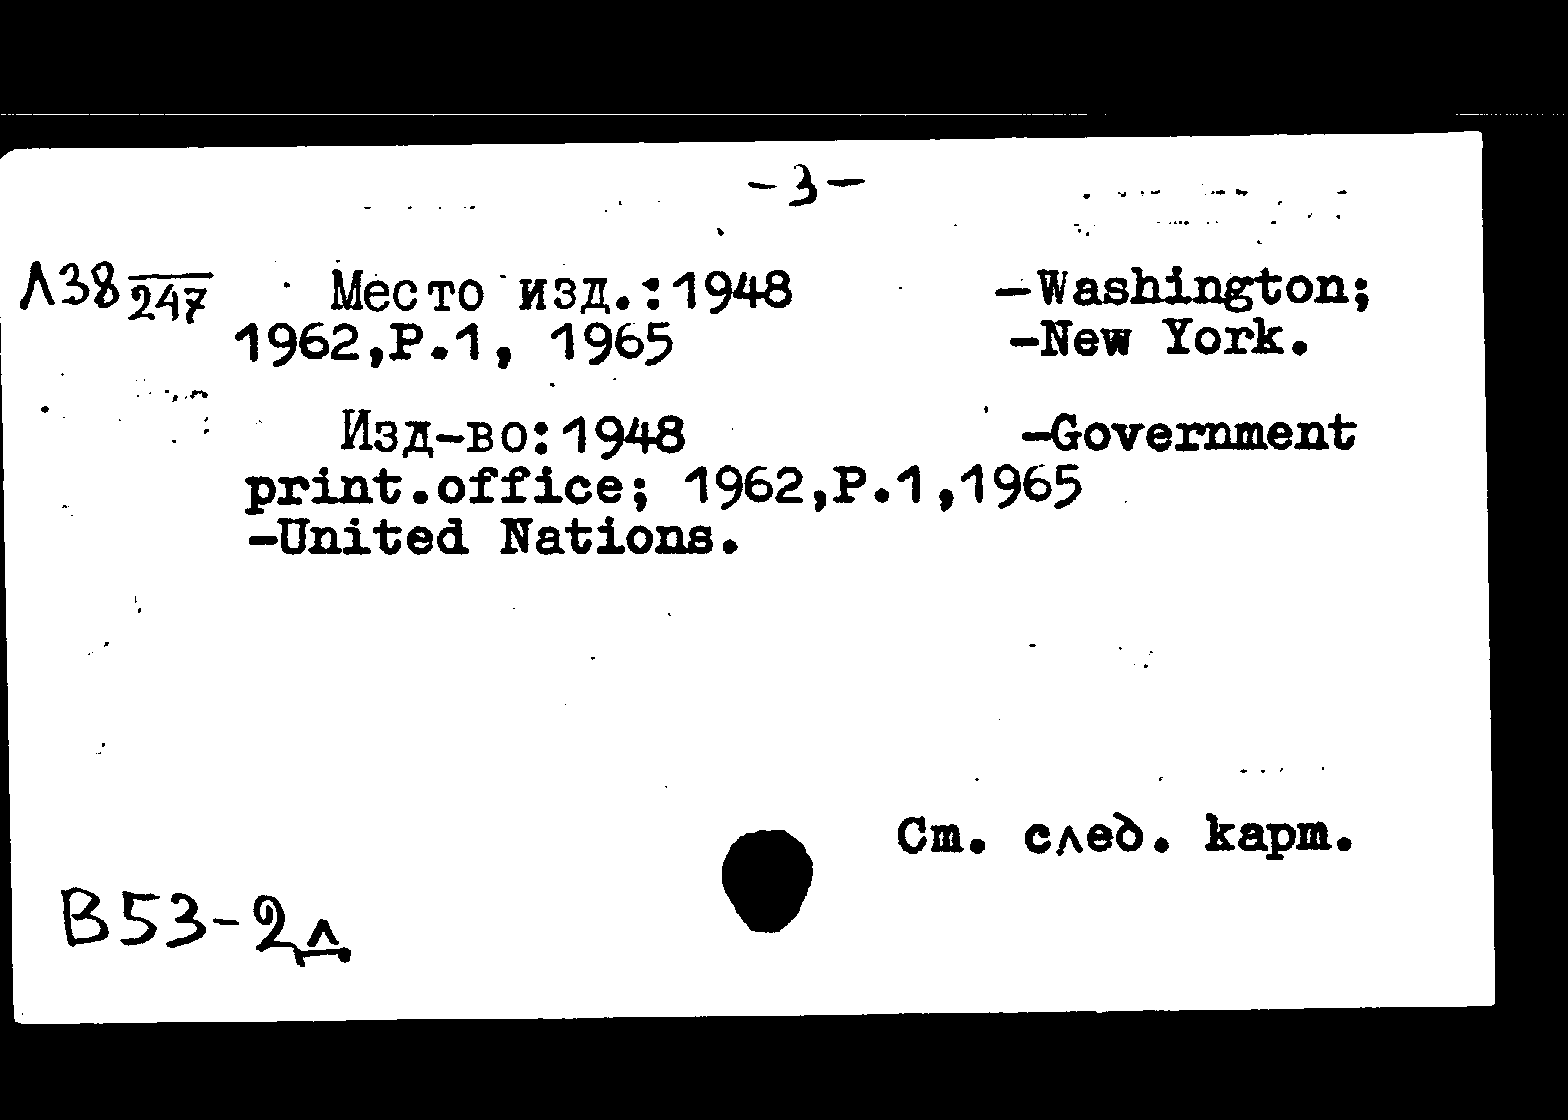 -3-
Л38 247 Место изд.:1948 -Washington;
1962,P.1, 1965 -New York.
Изд-во:1948 -Government
print.office; 1962,P.1,1965
-United Nations.
См. след. карт.
В53-2л